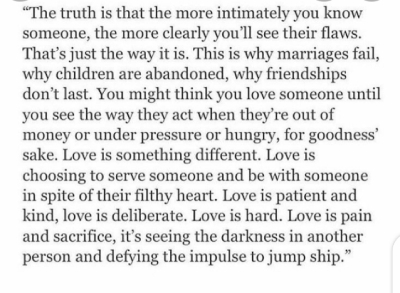 “The truth is that the more intimately you know
someone, the more clearly you’ll see their flaws.
That’s just the way it is. This is why marriages fail,
why children are abandoned, why friendships
don’t last. You might think you love someone until
you see the way they act when they’re out of
money or under pressure or hungry, for goodness’
sake. Love is something different. Love is
choosing to serve someone and be with someone
in spite of their filthy heart. Love is patient and
kind, love is deliberate. Love is hard. Love is pain
and sacrifice, it’s seeing the darkness in another
person and defying the impulse to jump ship.”